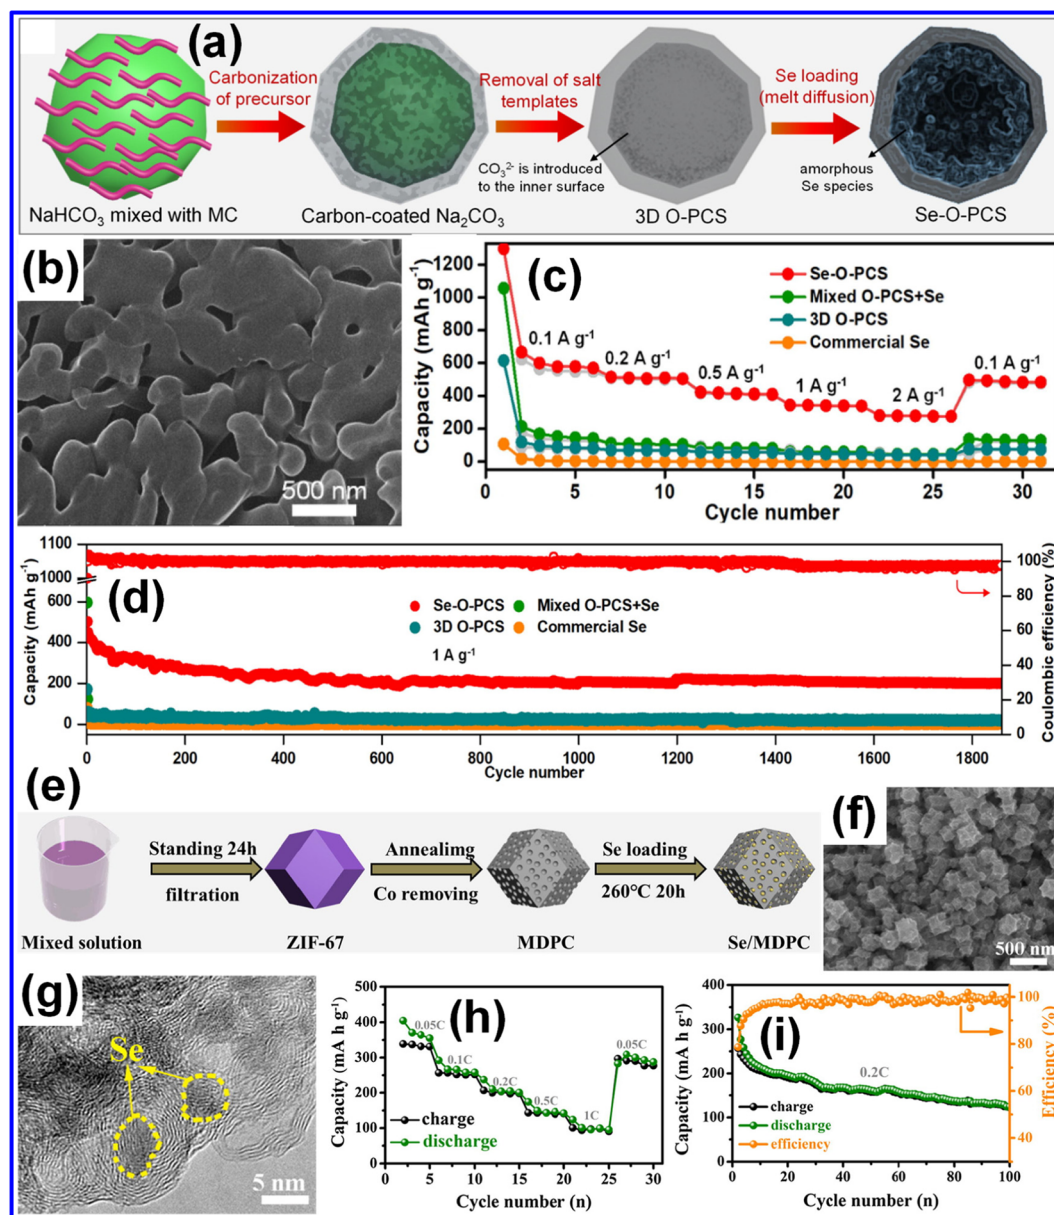 (a)
Carbonization
of precursor
Removal of salt
templates
Se loading
(melt diffusion)
CO₃²⁻ is introduced
to the inner surface
amorphous
Se species
NaHCO₃ mixed with MC
Carbon-coated Na₂CO₃
3D O-PCS
Se-O-PCS
(b)
500 nm
(c)
Capacity (mAh g⁻¹)
1200
1000
800
600
400
200
0
Se-O-PCS
Mixed O-PCS+Se
3D O-PCS
Commercial Se
0.1 A g⁻¹
0.2 A g⁻¹
0.5 A g⁻¹
1 A g⁻¹
2 A g⁻¹
0.1 A g⁻¹
0 5 10 15 20 25 30
Cycle number
(d)
Capacity (mAh g⁻¹)
1100
1000
600
400
200
0
Se-O-PCS
Mixed O-PCS+Se
3D O-PCS
Commercial Se
1 A g⁻¹
100
80
60
40
20
0
Coulombic efficiency (%)
0 200 400 600 800 1000 1200 1400 1600 1800
Cycle number
(e)
Standing 24h
filtration
Annealimg
Co removing
Se loading
260°C 20h
Mixed solution
ZIF-67
MDPC
Se/MDPC
(f)
500 nm
(g)
Se
5 nm
(h)
Capacity (mA h g⁻¹)
500
400
300
200
100
0
0.05C
0.1C
0.2C
0.5C
1C
0.05C
charge
discharge
0 5 10 15 20 25 30
Cycle number (n)
(i)
Capacity (mA h g⁻¹)
400
350
300
250
200
150
100
50
0
0.2C
charge
discharge
efficiency
100
80
60
40
Efficiency (%)
0 10 20 30 40 50 60 70 80 90 100
Cycle number (n)